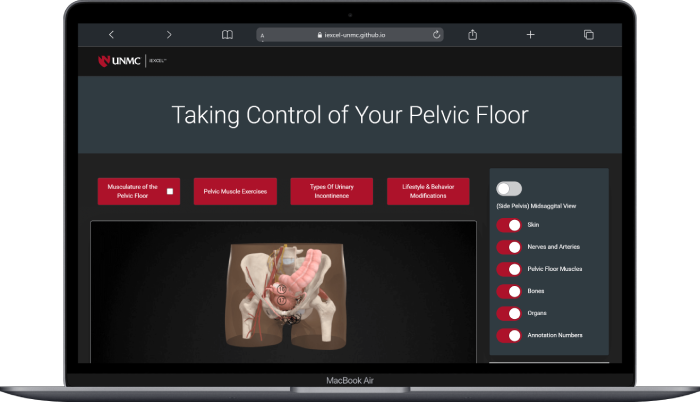 iexcel-unmc.github.io
UNMC iEXCEL™
Taking Control of Your Pelvic Floor
Musculature of the
Pelvic Floor
Pelvic Muscle Exercises
Types Of Urinary
Incontinence
Lifestyle & Behavior
Modifications
(Side Pelvis) Midsaggital View
Skin
Nerves and Arteries
Pelvic Floor Muscles
Bones
Organs
Annotation Numbers
MacBook Air